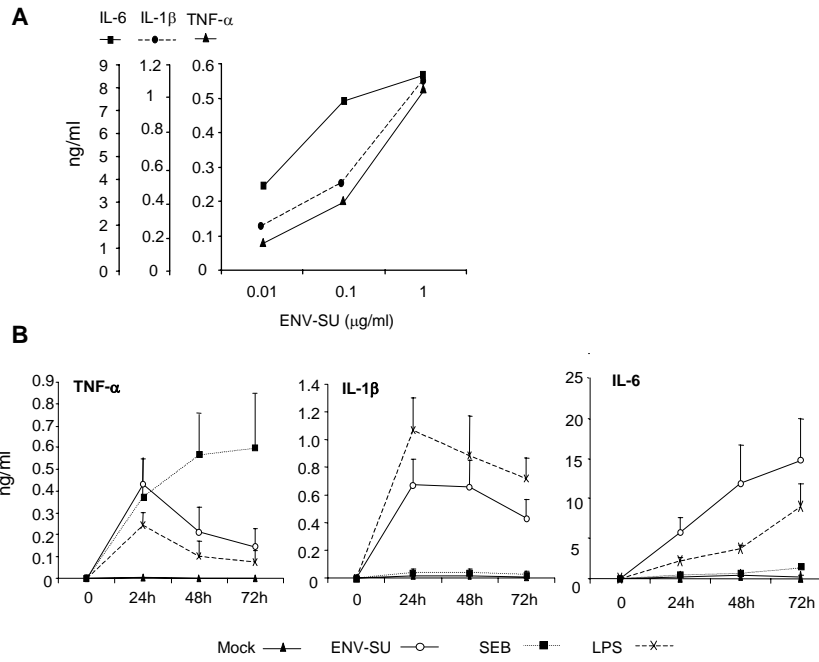 A
IL-6 IL-1β TNF-α
9 1.2 0.6
8 1 0.5
7 0.8 0.4
6 0.6 0.3
5 0.4 0.2
4 0.2 0.1
3 0 0
2
1
0
ng/ml
0.01 0.1 1
ENV-SU (μg/ml)
B
TNF-α
0.9
0.8
0.7
0.6
0.5
0.4
0.3
0.2
0.1
0
ng/ml
0 24h 48h 72h
IL-1β
1.4
1.2
1.0
0.8
0.6
0.4
0.2
0
0 24h 48h 72h
IL-6
25
20
15
10
5
0
0 24h 48h 72h
Mock ENV-SU SEB LPS